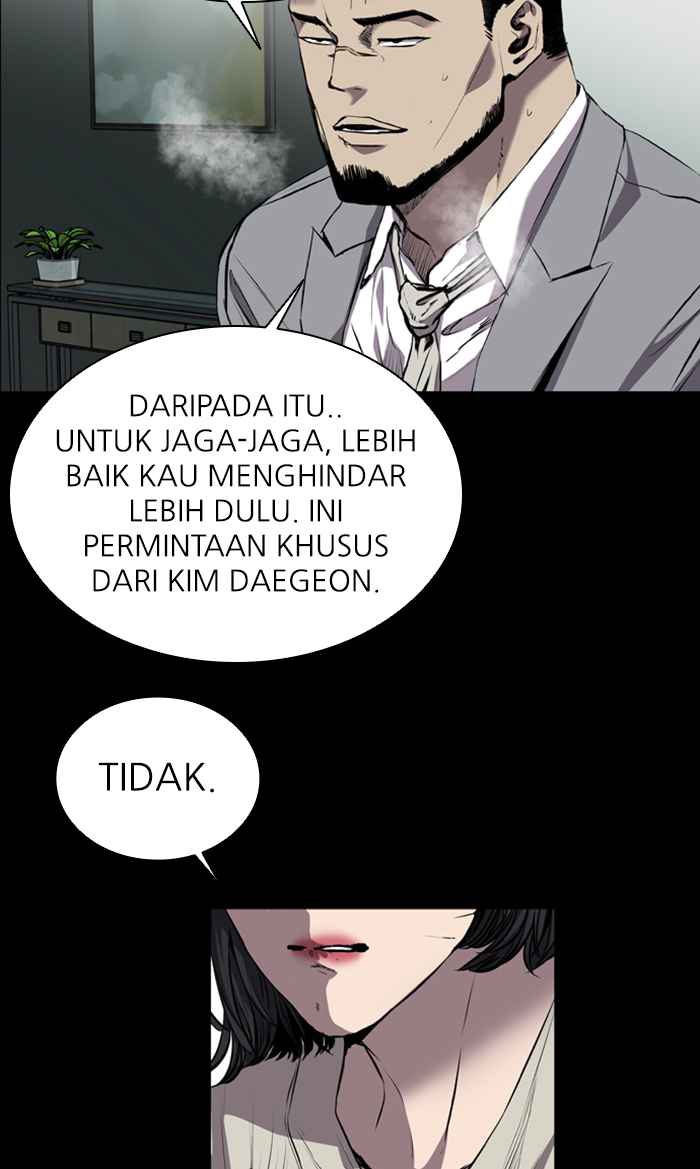 DARIPADA ITU..
UNTUK JAGA-JAGA, LEBIH
BAIK KAU MENGHINDAR
LEBIH DULU. INI
PERMINTAAN KHUSUS
DARI KIM DAEGEON.
TIDAK.